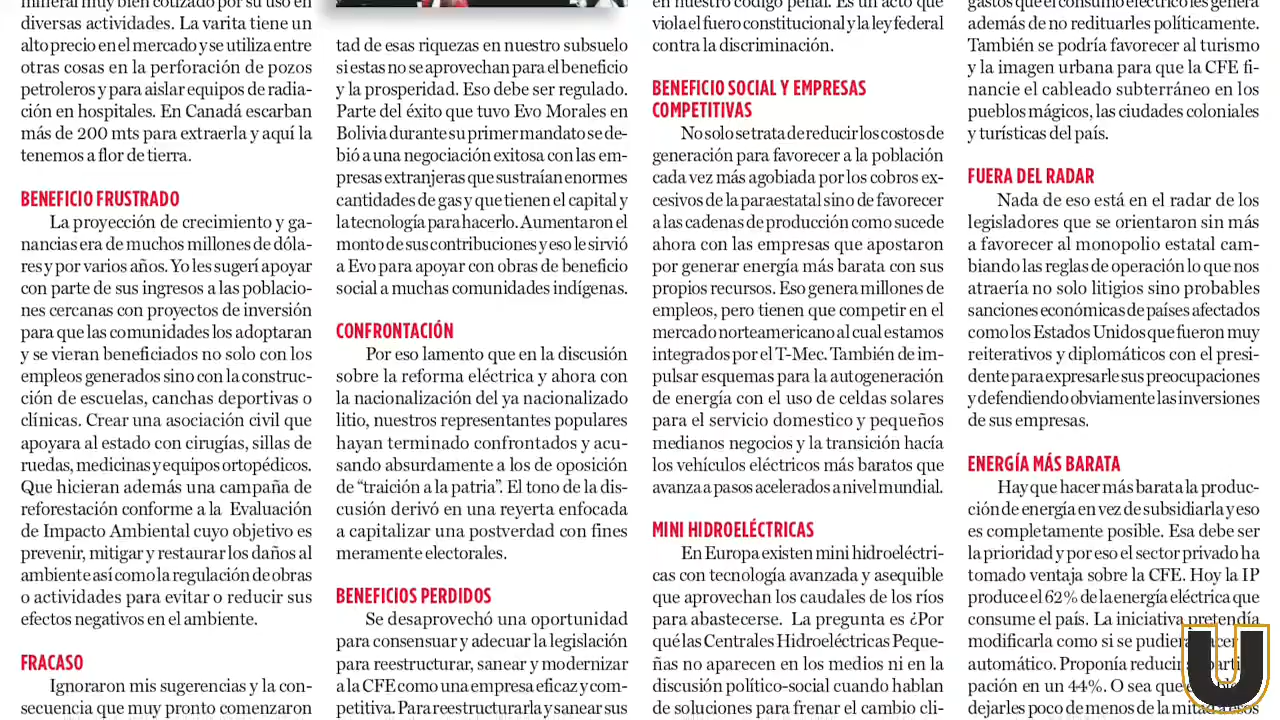 mineral muy bien cotizado por su uso en
diversas actividades. La varita tiene un
alto precio en el mercado y se utiliza entre
otras cosas en la perforación de pozos
petroleros y para aislar equipos de radia-
ción en hospitales. En Canadá escarban
más de 200 mts para extraerla y aquí la
tenemos a flor de tierra.
BENEFICIO FRUSTRADO
La proyección de crecimiento y ga-
nancias era de muchos millones de dóla-
res y por varios años. Yo les sugerí apoyar
con parte de sus ingresos a las poblacio-
nes cercanas con proyectos de inversión
para que las comunidades los adoptaran
y se vieran beneficiados no solo con los
empleos generados sino con la construc-
ción de escuelas, canchas deportivas o
clínicas. Crear una asociación civil que
apoyara al estado con cirugías, sillas de
ruedas, medicinas y equipos ortopédicos.
Que hicieran además una campaña de
reforestación conforme a la Evaluación
de Impacto Ambiental cuyo objetivo es
prevenir, mitigar y restaurar los daños al
ambiente así como la regulación de obras
o actividades para evitar o reducir sus
efectos negativos en el ambiente.
FRACASO
Ignoraron mis sugerencias y la con-
secuencia que muy pronto comenzaron
tad de esas riquezas en nuestro subsuelo
si estas no se aprovechan para el beneficio
y la prosperidad. Eso debe ser regulado.
Parte del éxito que tuvo Evo Morales en
Bolivia durante su primer mandato se de-
bió a una negociación exitosa con las em-
presas extranjeras que sustraían enormes
cantidades de gas y que tienen el capital y
la tecnología para hacerlo. Aumentaron el
monto de sus contribuciones y eso le sirvió
a Evo para apoyar con obras de beneficio
social a muchas comunidades indígenas.
CONFRONTACIÓN
Por eso lamento que en la discusión
sobre la reforma eléctrica y ahora con
la nacionalización del ya nacionalizado
litio, nuestros representantes populares
hayan terminado confrontados y acu-
sando absurdamente a los de oposición
de “traición a la patria”. El tono de la dis-
cusión derivó en una reyerta enfocada
a capitalizar una postverdad con fines
meramente electorales.
BENEFICIOS PERDIDOS
Se desaprovechó una oportunidad
para consensuar y adecuar la legislación
para reestructurar, sanear y modernizar
a la CFE como una empresa eficaz y com-
petitiva. Para reestructurarla y sanear sus
en nuestro código penal. Es un acto que
viola el fuero constitucional y la ley federal
contra la discriminación.
BENEFICIO SOCIAL Y EMPRESAS
COMPETITIVAS
No solo se trata de reducir los costos de
generación para favorecer a la población
cada vez más agobiada por los cobros ex-
cesivos de la paraestatal sino de favorecer
a las cadenas de producción como sucede
ahora con las empresas que apostaron
por generar energía más barata con sus
propios recursos. Eso genera millones de
empleos, pero tienen que competir en el
mercado norteamericano al cual estamos
integrados por el T-Mec. También de im-
pulsar esquemas para la autogeneración
de energía con el uso de celdas solares
para el servicio domestico y pequeños
medianos negocios y la transición hacía
los vehículos eléctricos más baratos que
avanza a pasos acelerados a nivel mundial.
MINI HIDROELÉCTRICAS
En Europa existen mini hidroeléctri-
cas con tecnología avanzada y asequible
que aprovechan los caudales de los ríos
para abastecerse. La pregunta es ¿Por
qué las Centrales Hidroeléctricas Peque-
ñas no aparecen en los medios ni en la
discusión político-social cuando hablan
de soluciones para frenar el cambio cli-
gastos que el consumo eléctrico les genera
además de no redituarles políticamente.
También se podría favorecer al turismo
y la imagen urbana para que la CFE fi-
nancie el cableado subterráneo en los
pueblos mágicos, las ciudades coloniales
y turísticas del país.
FUERA DEL RADAR
Nada de eso está en el radar de los
legisladores que se orientaron sin más
a favorecer al monopolio estatal cam-
biando las reglas de operación lo que nos
atraería no solo litigios sino probables
sanciones económicas de países afectados
como los Estados Unidos que fueron muy
reiterativos y diplomáticos con el presi-
dente para expresarle sus preocupaciones
y defendiendo obviamente las inversiones
de sus empresas.
ENERGÍA MÁS BARATA
Hay que hacer más barata la produc-
ción de energía en vez de subsidiarla y eso
es completamente posible. Esa debe ser
la prioridad y por eso el sector privado ha
tomado ventaja sobre la CFE. Hoy la IP
produce el 62% de la energía eléctrica que
consume el país. La iniciativa pretendía
modificarla como si se pudiera
automático. Proponía reducir
pación en un 44%. O sea que
dejarles poco de menos de la mitad a esos
U